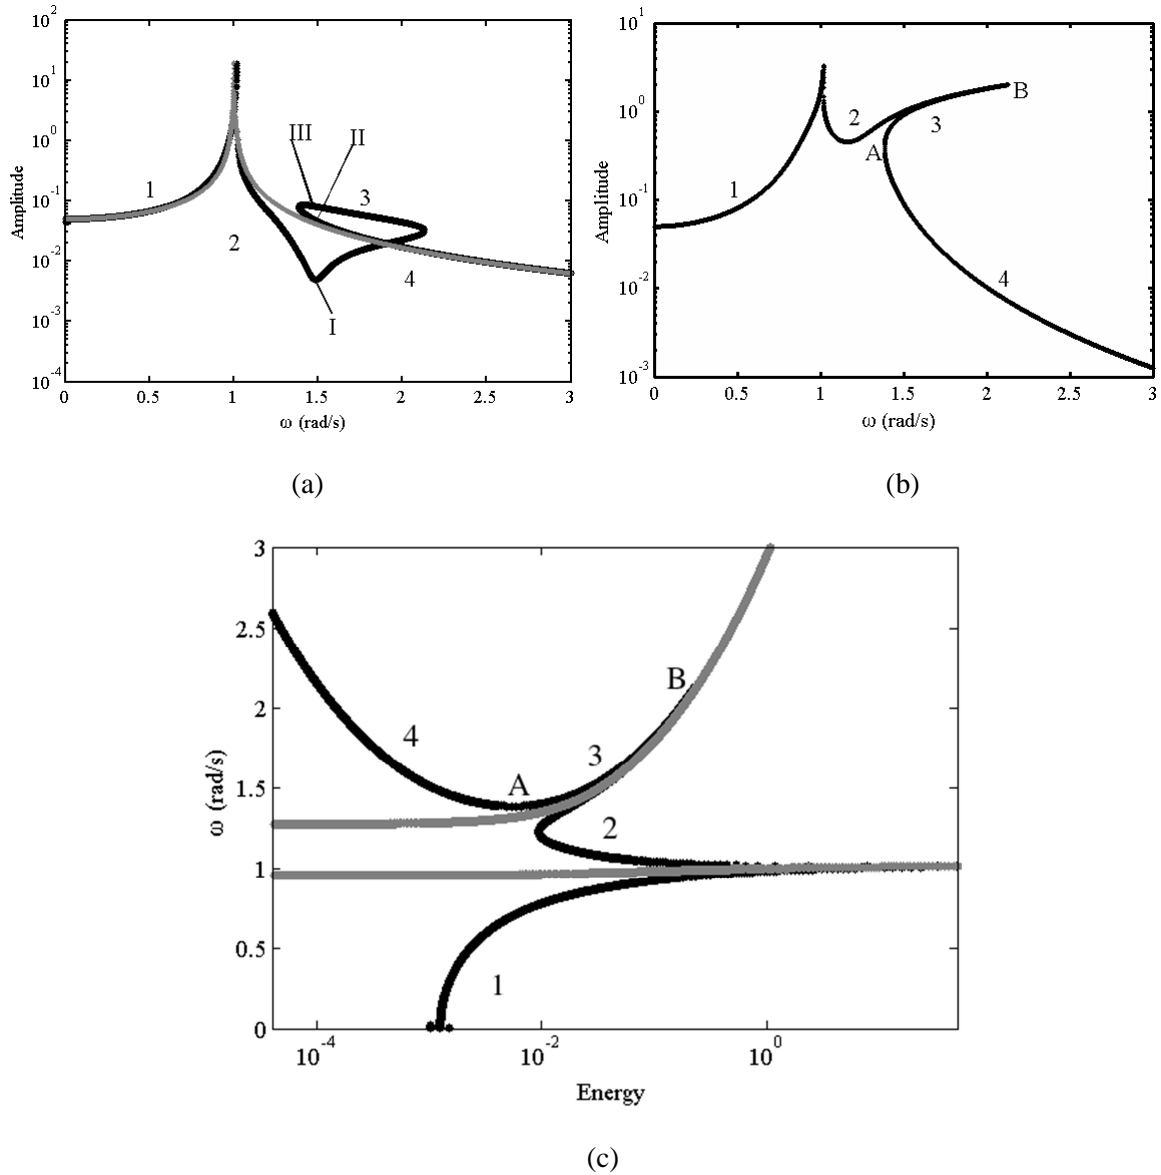 10^2
10^1
10^0
10^-1
10^-2
10^-3
10^-4
Amplitude
1
2
III
II
3
4
I
0 0.5 1 1.5 2 2.5 3
ω (rad/s)
(a)
10^1
10^0
10^-1
10^-2
10^-3
Amplitude
1
2
B
3
A
4
0 0.5 1 1.5 2 2.5 3
ω (rad/s)
(b)
3
2.5
2
1.5
1
0.5
0
ω (rad/s)
4
B
3
A
2
1
10^-4 10^-2 10^0
Energy
(c)